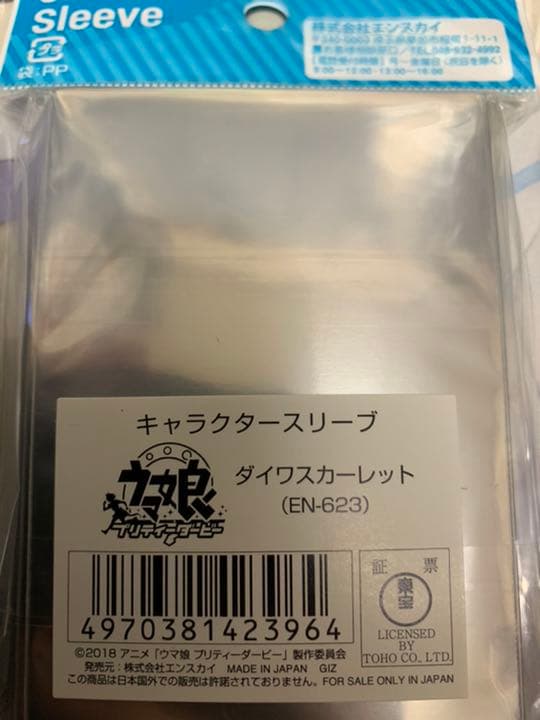 Sleeve
袋:PP
株式会社エンスカイ
キャラクタースリーブ
ウマ娘
プリティーダービー
ダイワスカーレット
(EN-623)
4970381423964
証 票
東宝
LICENSED
BY
TOHO CO., LTD.
©2018 アニメ「ウマ娘 プリティーダービー」製作委員会
発売元:株式会社エンスカイ MADE IN JAPAN GIZ
この商品は日本国外での販売は許諾されておりません。FOR SALE ONLY IN JAPAN